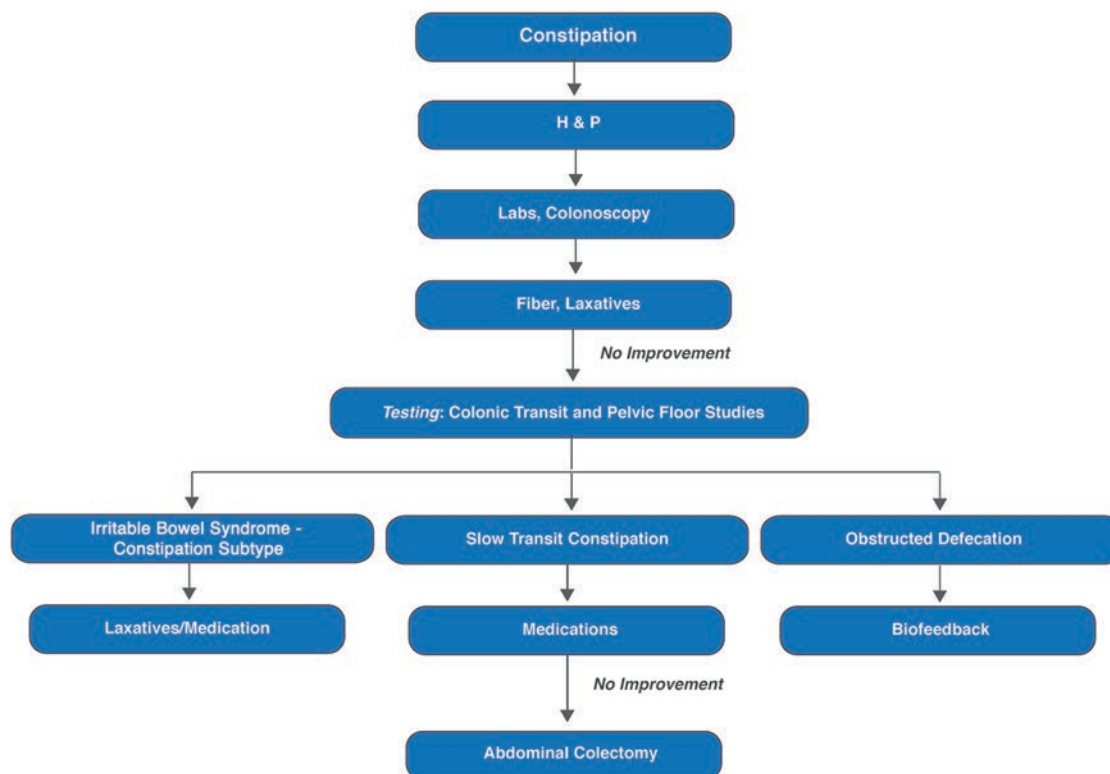 Constipation
H & P
Labs, Colonoscopy
Fiber, Laxatives
No Improvement
Testing: Colonic Transit and Pelvic Floor Studies
Irritable Bowel Syndrome -
Constipation Subtype
Slow Transit Constipation
Obstructed Defecation
Laxatives/Medication
Medications
Biofeedback
No Improvement
Abdominal Colectomy